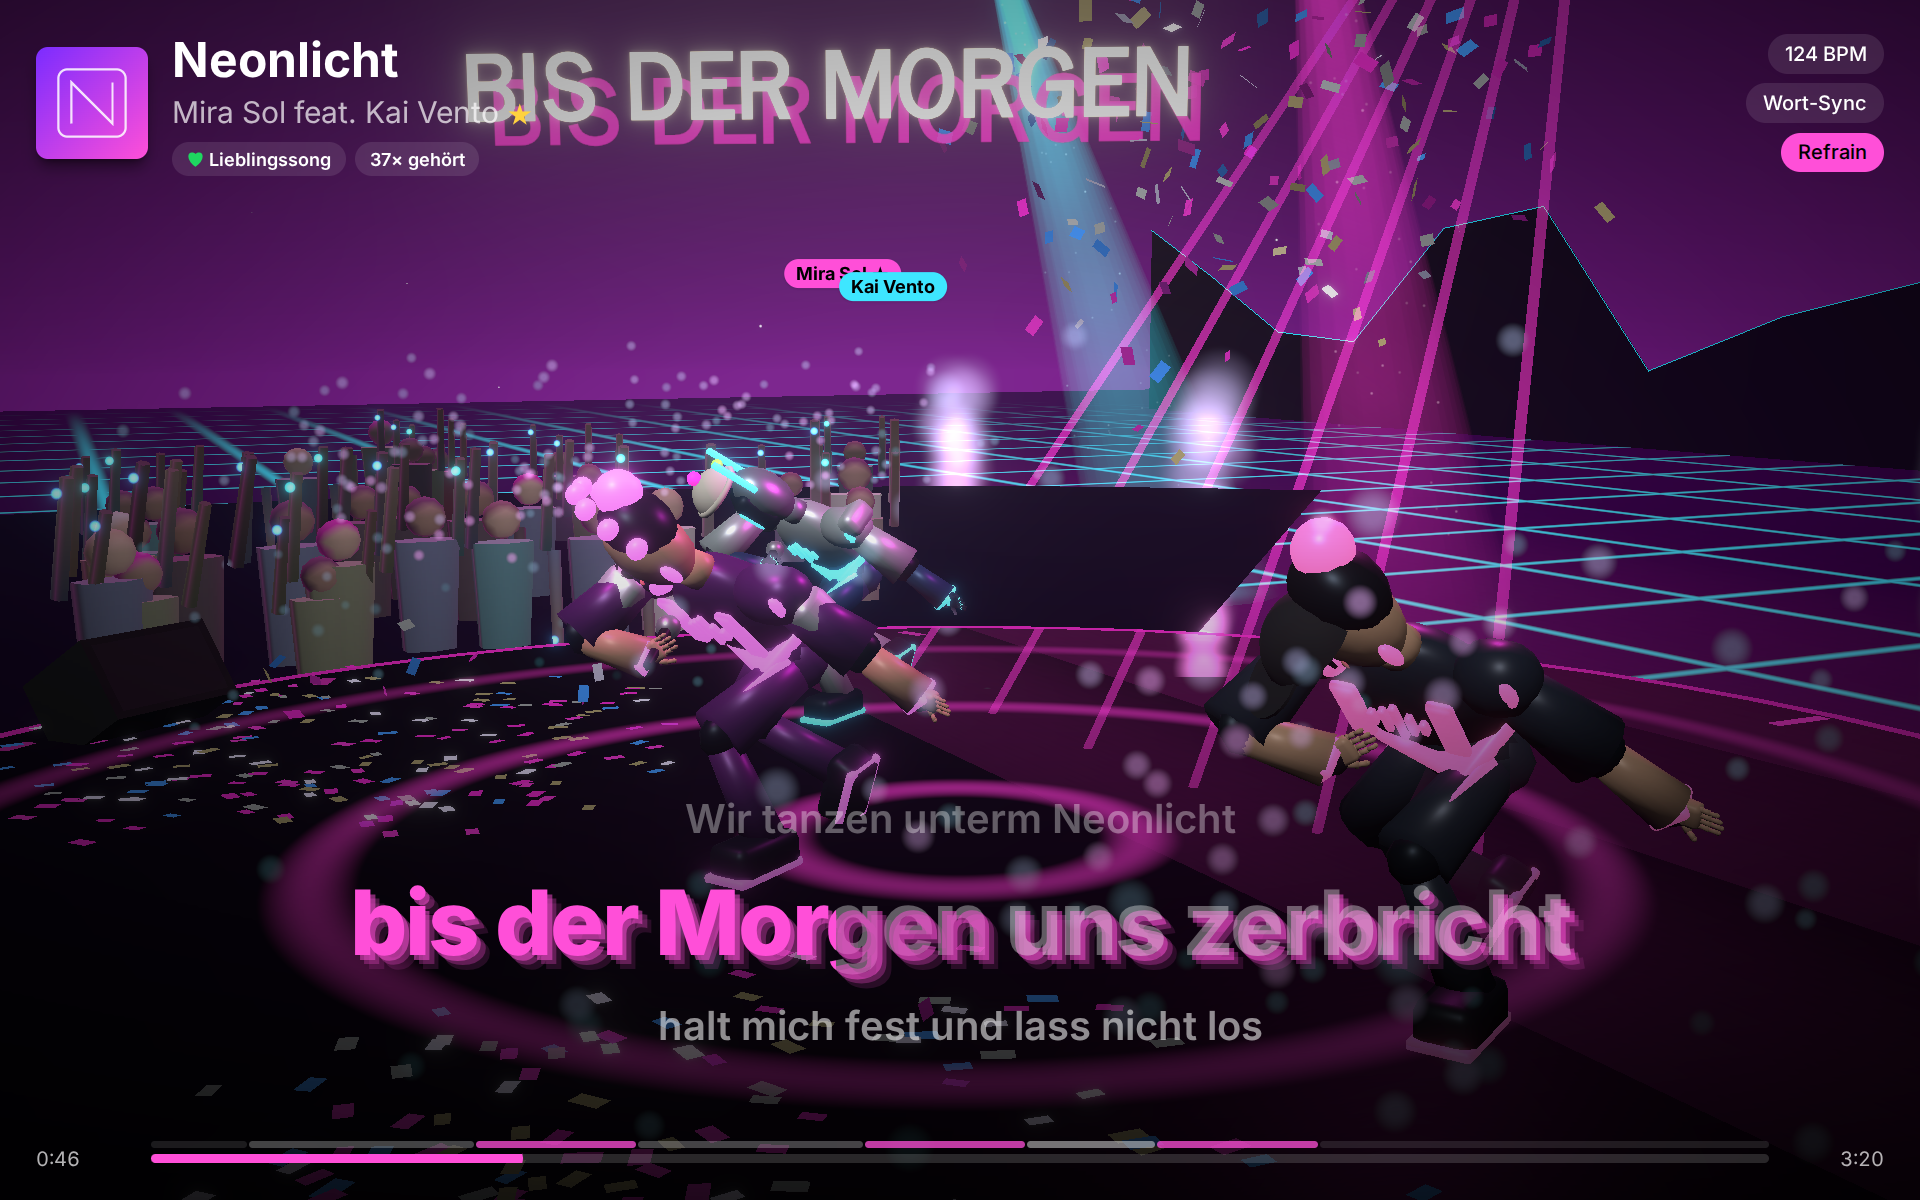 Neonlicht
Mira Sol feat. Kai Vento ⭐
💚 Lieblingssong
37× gehört
BIS DER MORGEN
124 BPM
Wort-Sync
Refrain
Mira Sol
Kai Vento
Wir tanzen unterm Neonlicht
bis der Morgen uns zerbricht
halt mich fest und lass nicht los
0:46
3:20